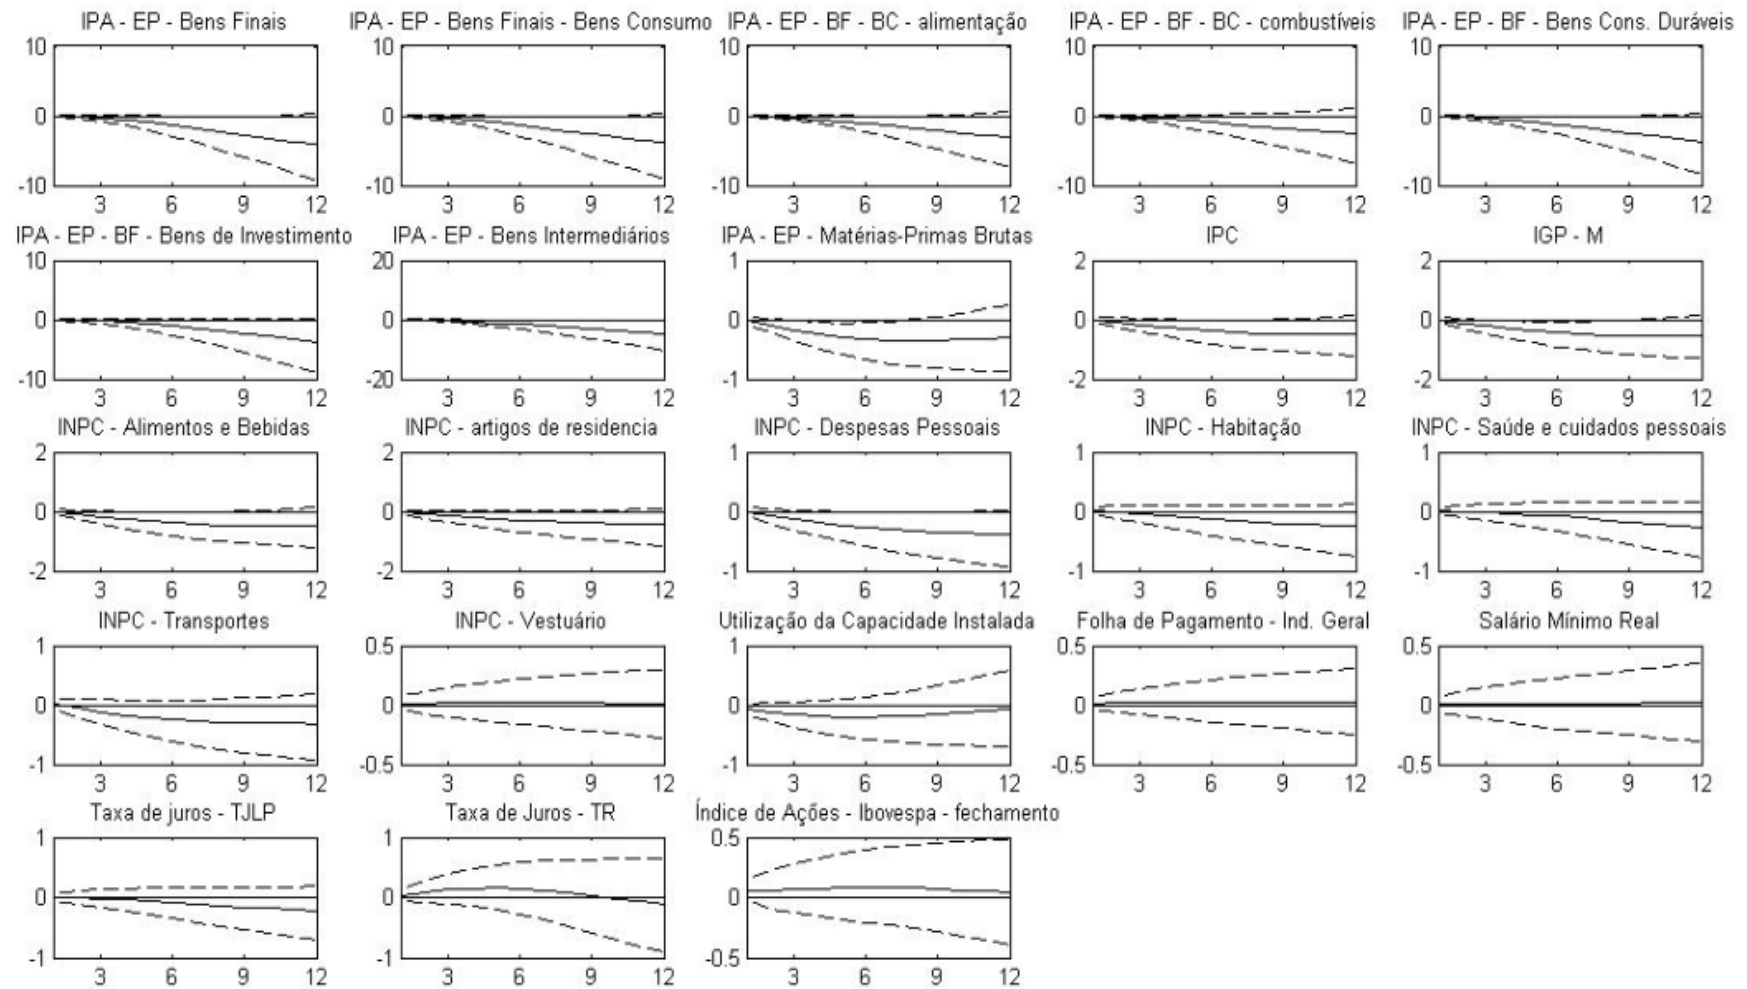 IPA - EP - Bens Finais
IPA - EP - Bens Finais - Bens Consumo
IPA - EP - BF - BC - alimentação
IPA - EP - BF - BC - combustíveis
IPA - EP - BF - Bens Cons. Duráveis
10 10 10 10 10
0 0 0 0 0
-10 -10 -10 -10 -10
3 6 9 12 3 6 9 12 3 6 9 12 3 6 9 12 3 6 9 12
IPA - EP - BF - Bens de Investimento
IPA - EP - Bens Intermediários
IPA - EP - Matérias-Primas Brutas
IPC
IGP - M
10 20 1 2 2
0 0 0 0 0
-10 -20 -1 -2 -2
3 6 9 12 3 6 9 12 3 6 9 12 3 6 9 12 3 6 9 12
INPC - Alimentos e Bebidas
INPC - artigos de residencia
INPC - Despesas Pessoais
INPC - Habitação
INPC - Saúde e cuidados pessoais
2 2 1 1 1
0 0 0 0 0
-2 -2 -1 -1 -1
3 6 9 12 3 6 9 12 3 6 9 12 3 6 9 12 3 6 9 12
INPC - Transportes
INPC - Vestuário
Utilização da Capacidade Instalada
Folha de Pagamento - Ind. Geral
Salário Mínimo Real
1 0.5 1 0.5 0.5
0 0 0 0 0
-1 -0.5 -1 -0.5 -0.5
3 6 9 12 3 6 9 12 3 6 9 12 3 6 9 12 3 6 9 12
Taxa de juros - TJLP
Taxa de Juros - TR
Índice de Ações - Ibovespa - fechamento
1 1 0.5
0 0 0
-1 -1 -0.5
3 6 9 12 3 6 9 12 3 6 9 12